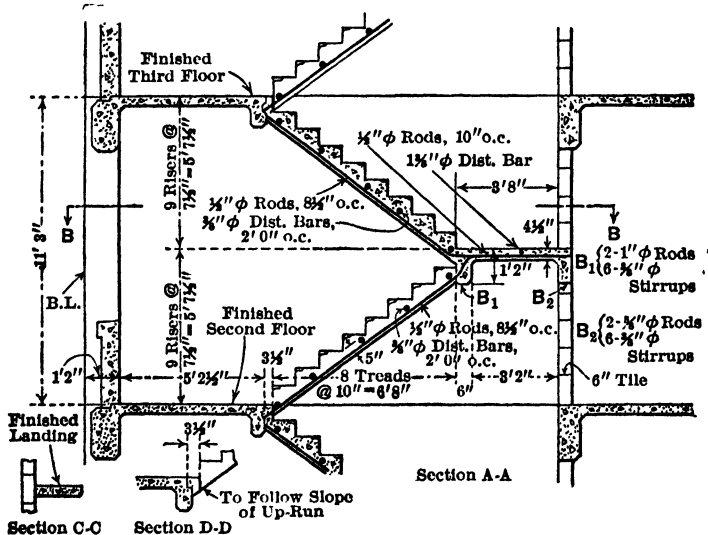 Finished
Third Floor
½"φ Rods, 10"o.c.
1⅜"φ Dist. Bar
3'8"
9 Risers @
7½"=5'7½"
½"φ Rods, 8½"o.c.
⅜"φ Dist. Bars,
2'0"o.c.
4½"
B
B
11'3"
1'2"
B₁{2-1"φ Rods
6-⅜"φ
Stirrups
B.L.
Finished
Second Floor
9 Risers @
7½"=5'7½"
B₁
B₂
½"φ Rods, 8½"o.c.
⅜"φ Dist. Bars,
2'0"o.c.
B₂{2-⅝"φ Rods
6-⅜"φ
Stirrups
3½"
5"
1'2"
5'2½"
8 Treads
@ 10"=6'8"
6"
3'2"
6" Tile
Finished
Landing
3½"
Section A-A
To Follow Slope
of Up-Run
Section C-C
Section D-D